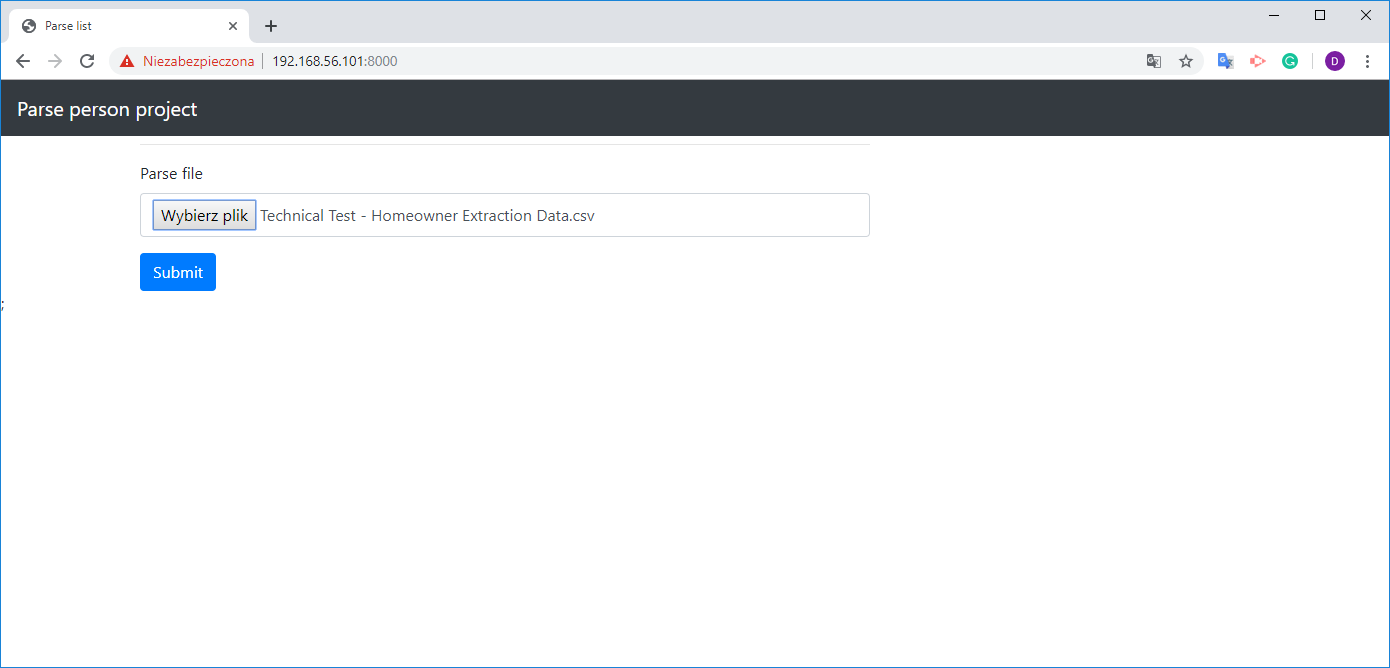 Parse list
Niezabezpieczona | 192.168.56.101:8000
D
Parse person project
Parse file
Wybierz plik Technical Test - Homeowner Extraction Data.csv
Submit
;